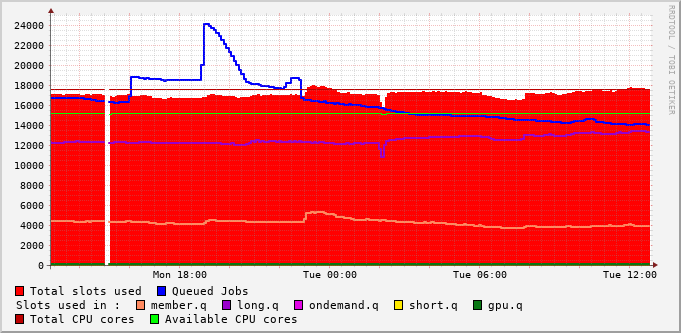 24000
22000
20000
18000
16000
14000
12000
10000
8000
6000
4000
2000
0
Mon 18:00 Tue 00:00 Tue 06:00 Tue 12:00
Total slots used Queued Jobs
Slots used in : member.q long.q ondemand.q short.q gpu.q
Total CPU cores Available CPU cores
RRDTOOL / TOBI OETIKER